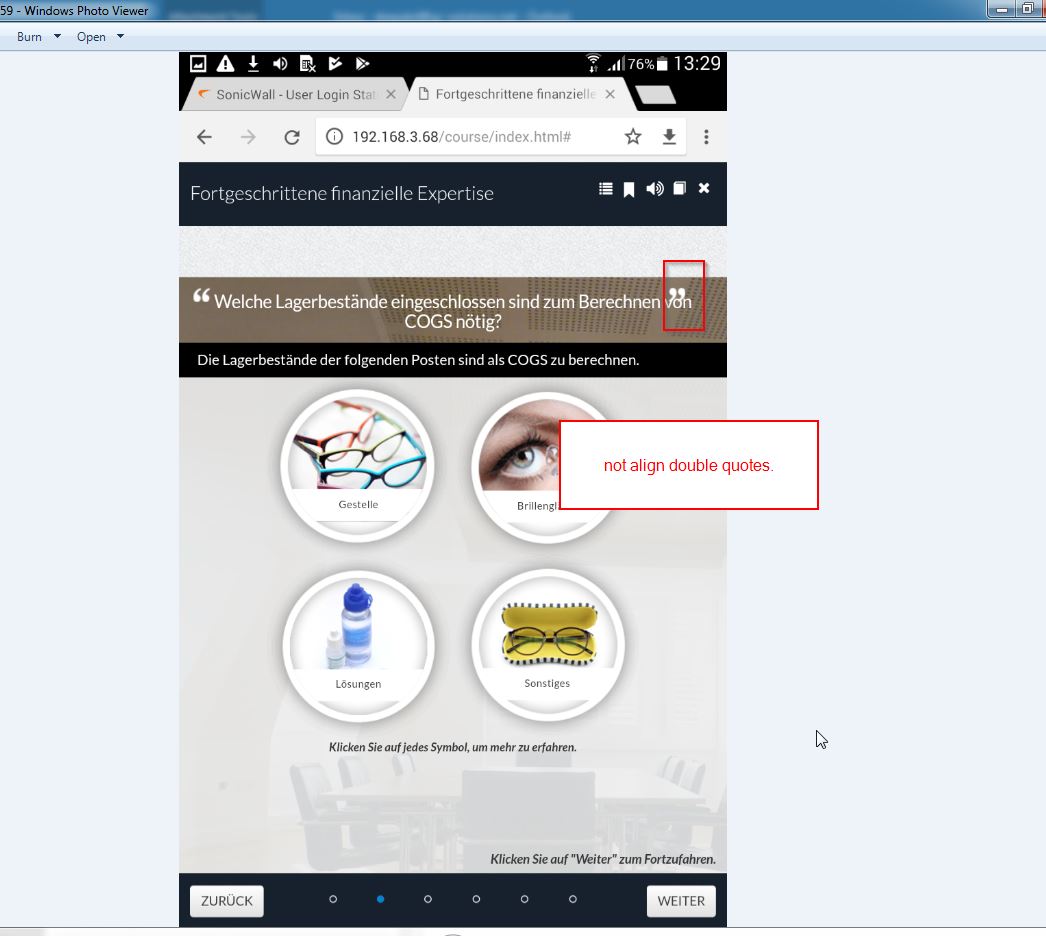 59 - Windows Photo Viewer
Burn Open
76% 13:29
SonicWall - User Login Stat
Fortgeschrittene finanzielle
192.168.3.68/course/index.html#
Fortgeschrittene finanzielle Expertise
“ Welche Lagerbestände eingeschlossen sind zum Berechnen von ”
COGS nötig?
Die Lagerbestände der folgenden Posten sind als COGS zu berechnen.
not align double quotes.
Gestelle
Brillengl
Lösungen
Sonstiges
Klicken Sie auf jedes Symbol, um mehr zu erfahren.
Klicken Sie auf "Weiter" zum Fortzufahren.
ZURÜCK
WEITER